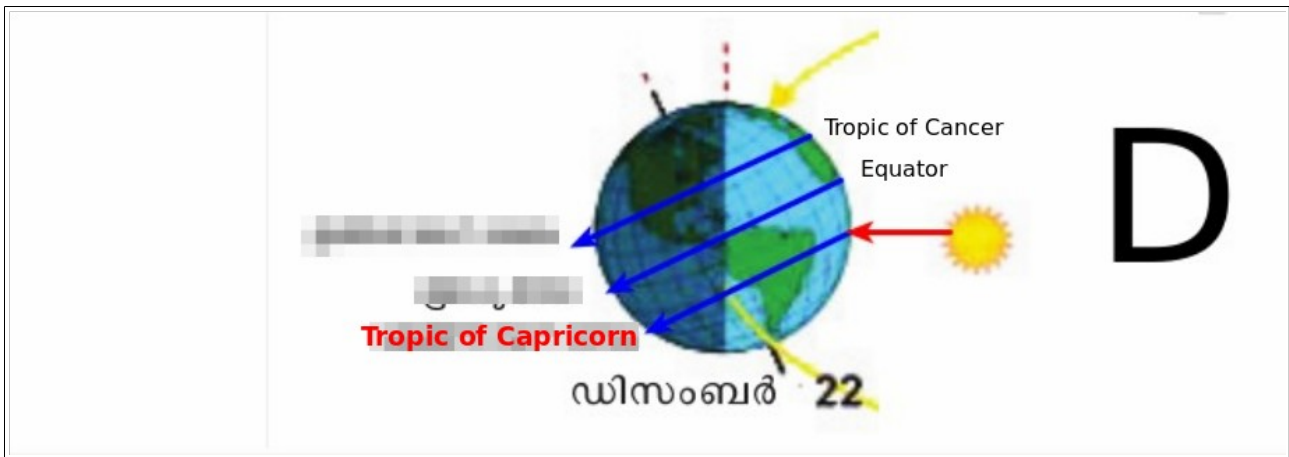 Tropic of Cancer
Equator
D
Tropic of Capricorn
ഡിസംബർ 22